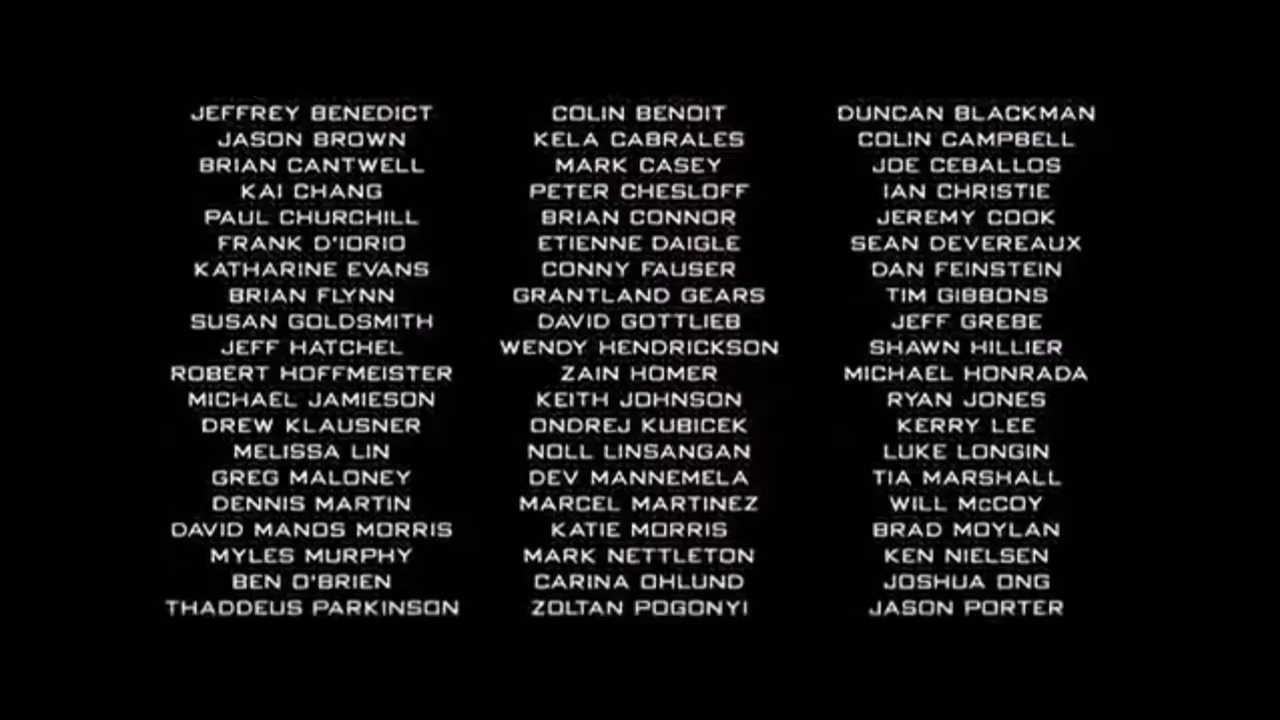 JEFFREY BENEDICT COLIN BENOIT DUNCAN BLACKMAN
JASON BROWN KELA CABRALES COLIN CAMPBELL
BRIAN CANTWELL MARK CASEY JOE CEBALLOS
KAI CHANG PETER CHESLOFF IAN CHRISTIE
PAUL CHURCHILL BRIAN CONNOR JEREMY COOK
FRANK D'IORIO ETIENNE DAIGLE SEAN DEVEREAUX
KATHARINE EVANS CONNY FAUSER DAN FEINSTEIN
BRIAN FLYNN GRANTLAND GEARS TIM GIBBONS
SUSAN GOLDSMITH DAVID GOTTLIEB JEFF GREBE
JEFF HATCHEL WENDY HENDRICKSON SHAWN HILLIER
ROBERT HOFFMEISTER ZAIN HOMER MICHAEL HONRADA
MICHAEL JAMIESON KEITH JOHNSON RYAN JONES
DREW KLAUSNER ONDREJ KUBICEK KERRY LEE
MELISSA LIN NOLL LINSANGAN LUKE LONGIN
GREG MALONEY DEV MANNEMELA TIA MARSHALL
DENNIS MARTIN MARCEL MARTINEZ WILL McCOY
DAVID MANOS MORRIS KATIE MORRIS BRAD MOYLAN
MYLES MURPHY MARK NETTLETON KEN NIELSEN
BEN O'BRIEN CARINA OHLUND JOSHUA ONG
THADDEUS PARKINSON ZOLTAN POGONYI JASON PORTER